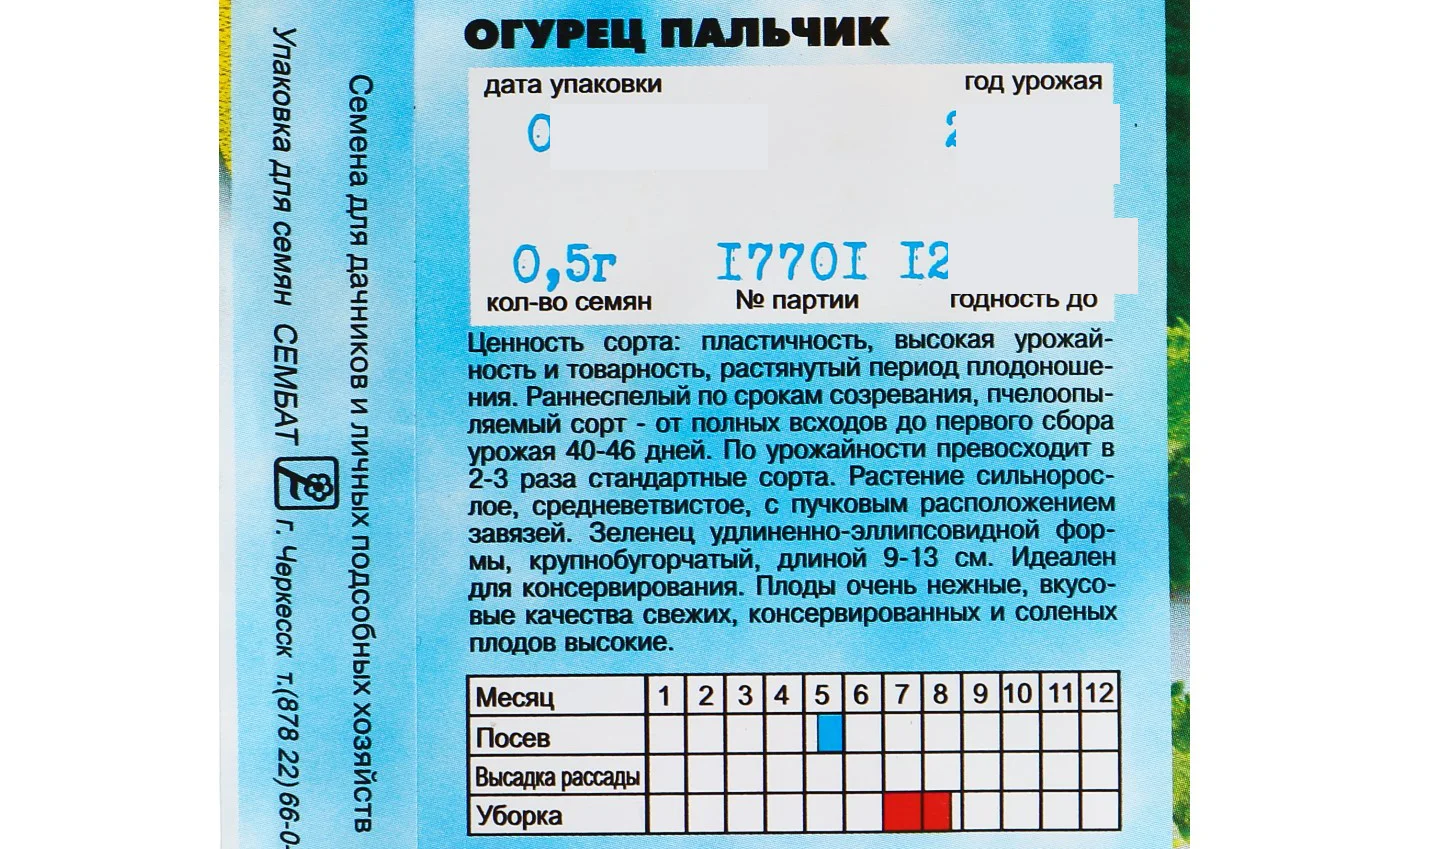 ОГУРЕЦ ПАЛЬЧИК
дата упаковки
год урожая
0,5г
17701
12
кол-во семян
№ партии
годность до
Ценность сорта: пластичность, высокая урожай-
ность и товарность, растянутый период плодоноше-
ния. Раннеспелый по срокам созревания, пчелоопы-
ляемый сорт - от полных всходов до первого сбора
урожая 40-46 дней. По урожайности превосходит в
2-3 раза стандартные сорта. Растение сильнорос-
лое, средневетвистое, с пучковым расположением
завязей. Зеленец удлиненно-эллипсовидной фор-
мы, крупнобугорчатый, длиной 9-13 см. Идеален
для консервирования. Плоды очень нежные, вкусо-
вые качества свежих, консервированных и соленых
плодов высокие.
Месяц 1 2 3 4 5 6 7 8 9 10 11 12
Посев
Высадка рассады
Уборка
Семена для дачников и личных подсобных хозяйств
Упаковка для семян СЕМБАТ г. Черкесск т.(878 22) 66-0-